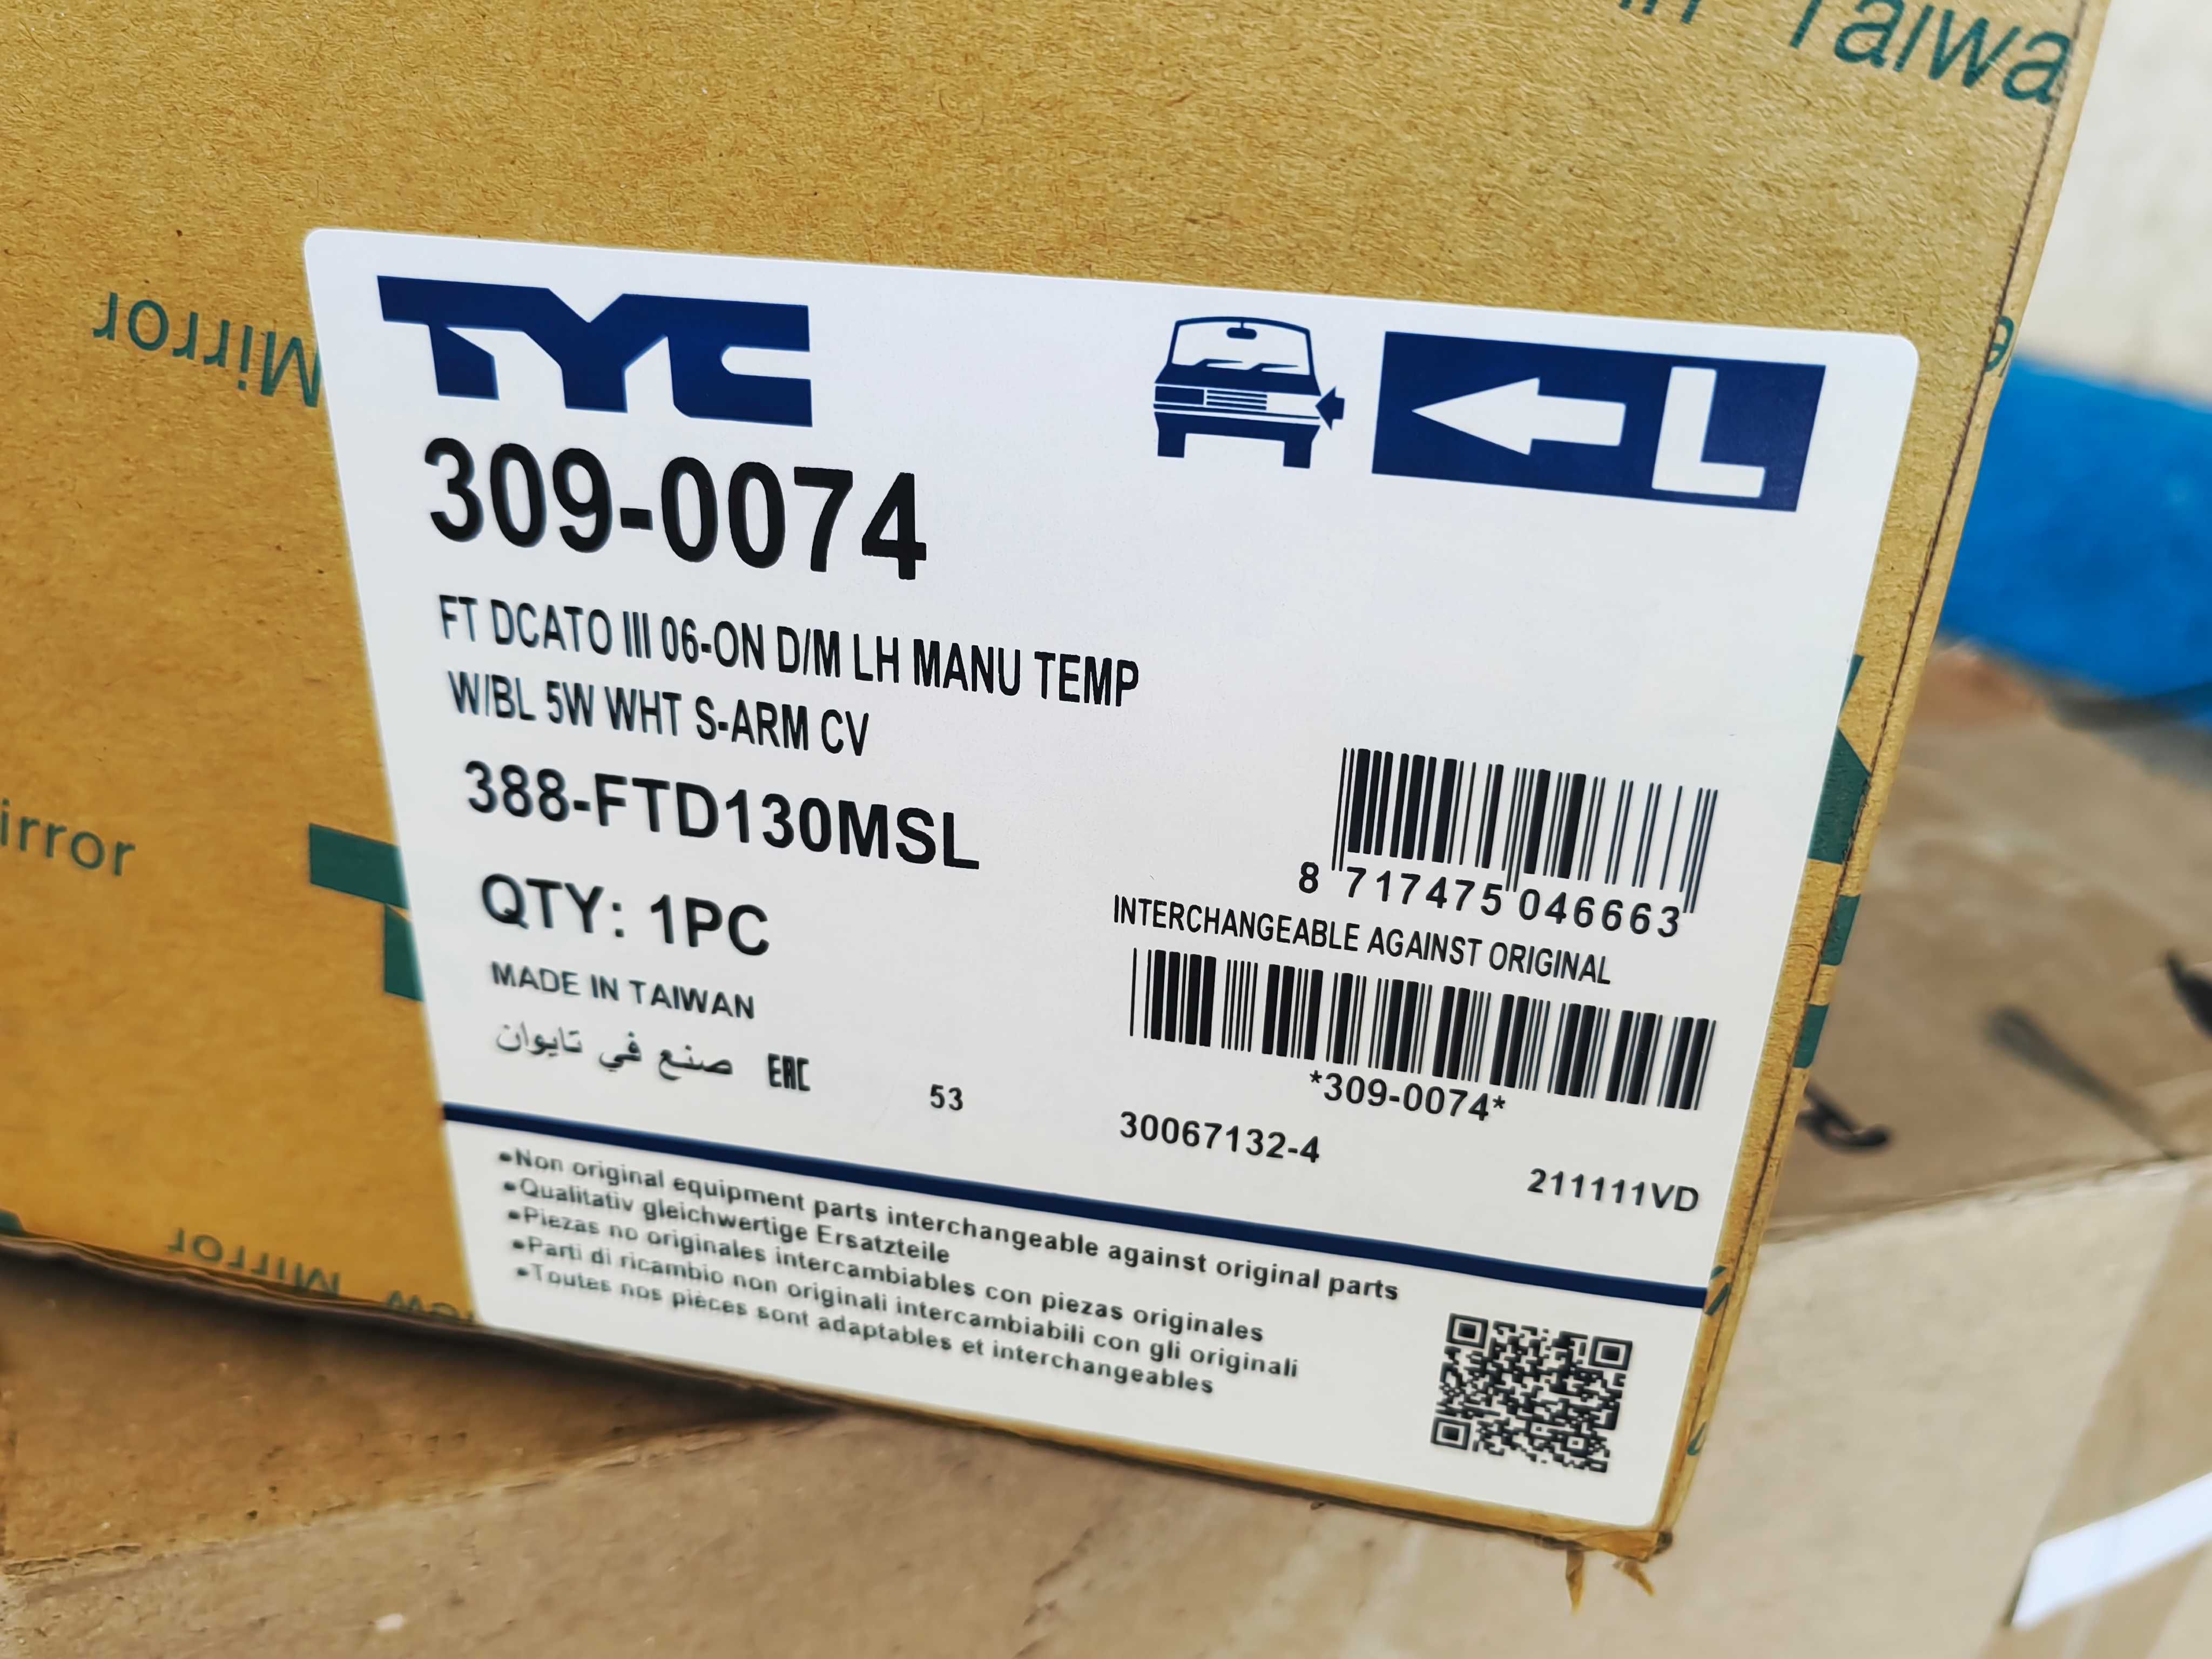 Taiwa
Mirror
TYC
L
309-0074
FT DCATO III 06-ON D/M LH MANU TEMP
W/BL 5W WHT S-ARM CV
388-FTD130MSL
8 717475 046663
irror
QTY: 1PC
INTERCHANGEABLE AGAINST ORIGINAL
MADE IN TAIWAN
صنع في تايوان EAC
53
*309-0074*
30067132-4
211111VD
•Non original equipment parts interchangeable against original parts
•Qualitativ gleichwertige Ersatzteile
•Piezas no originales intercambiables con piezas originales
•Parti di ricambio non originali intercambiabili con gli originali
•Toutes nos pièces sont adaptables et interchangeables
Mirror